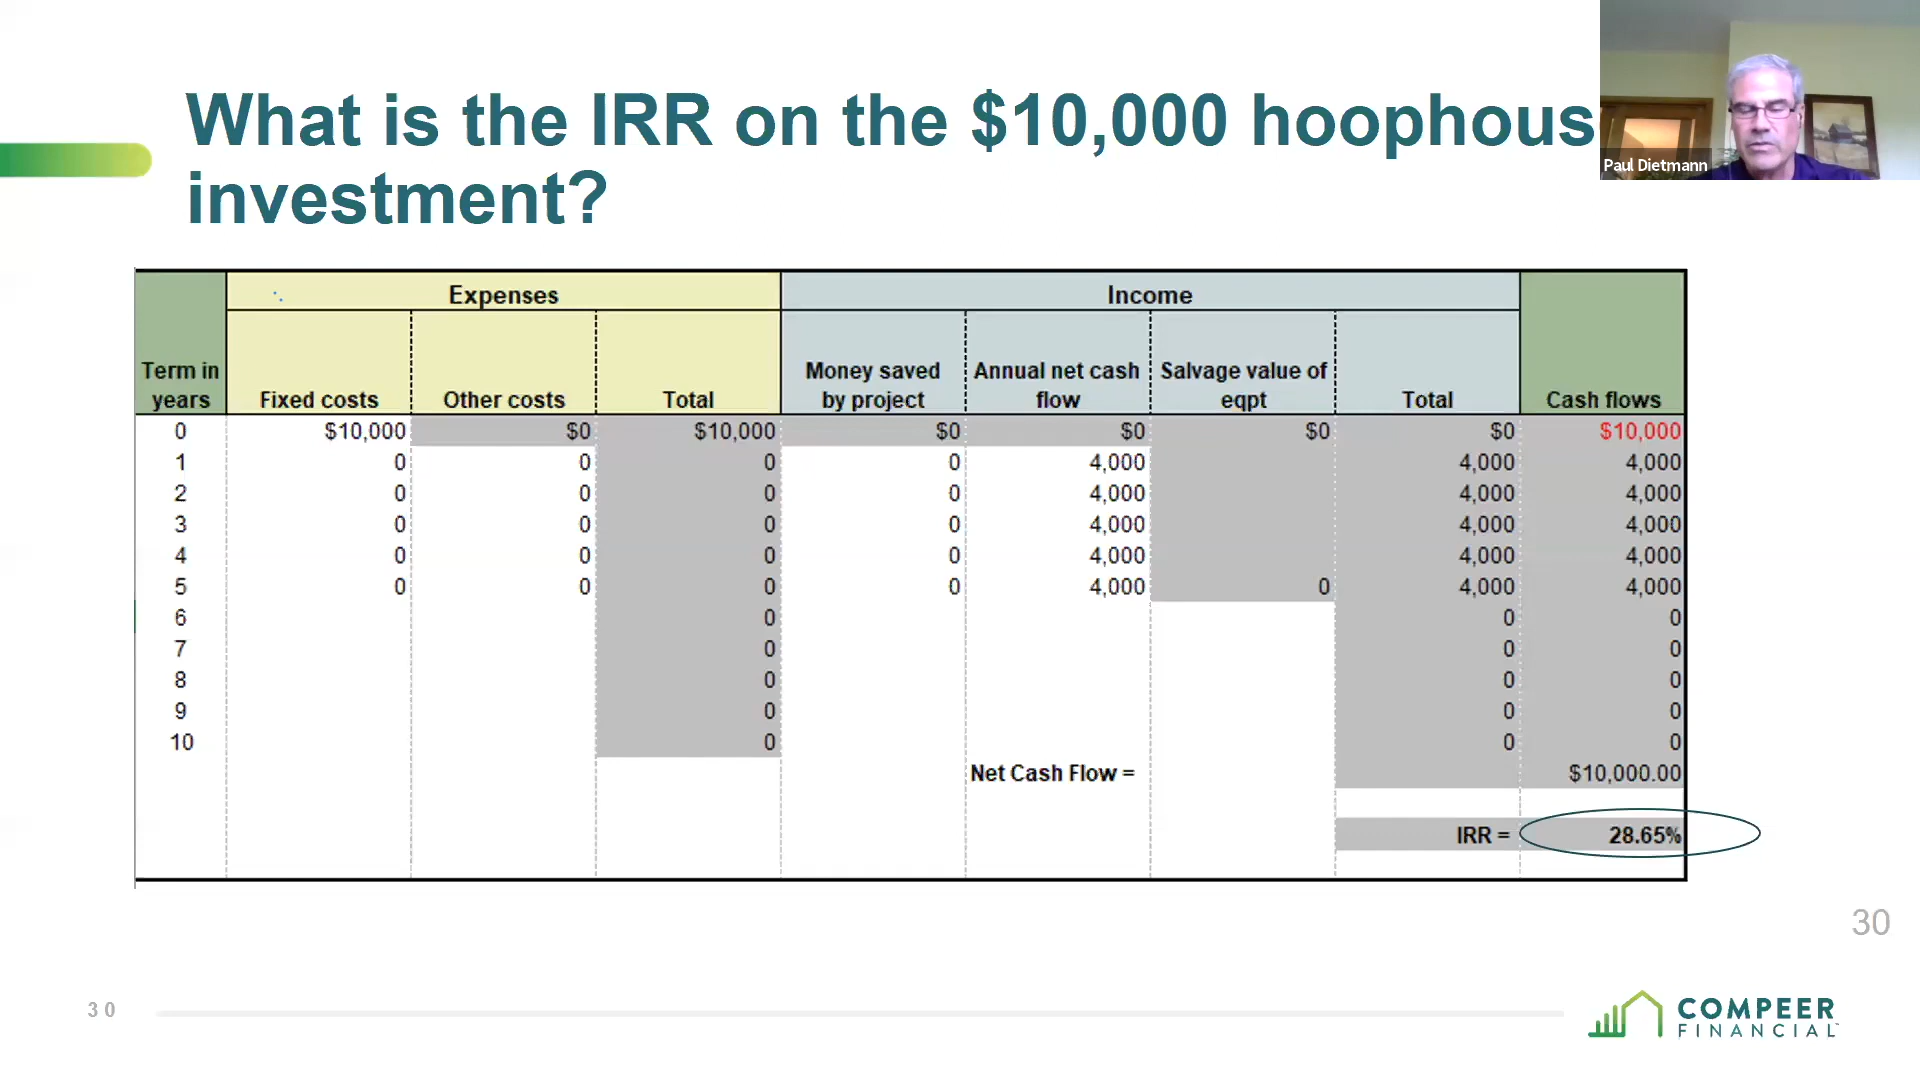 What is the IRR on the $10,000 hoophous
investment?
Paul Dietmann
Expenses Income
Term in years Fixed costs Other costs Total Money saved by project Annual net cash flow Salvage value of eqpt Total Cash flows
0 $10,000 $0 $10,000 $0 $0 $0 $0 $10,000
1 0 0 0 0 4,000 4,000 4,000
2 0 0 0 0 4,000 4,000 4,000
3 0 0 0 0 4,000 4,000 4,000
4 0 0 0 0 4,000 4,000 4,000
5 0 0 0 0 4,000 0 4,000 4,000
6 0 0 0
7 0 0 0
8 0 0 0
9 0 0 0
10 0 0 0
Net Cash Flow = $10,000.00
IRR = 28.65%
30
30
COMPEER
FINANCIAL™